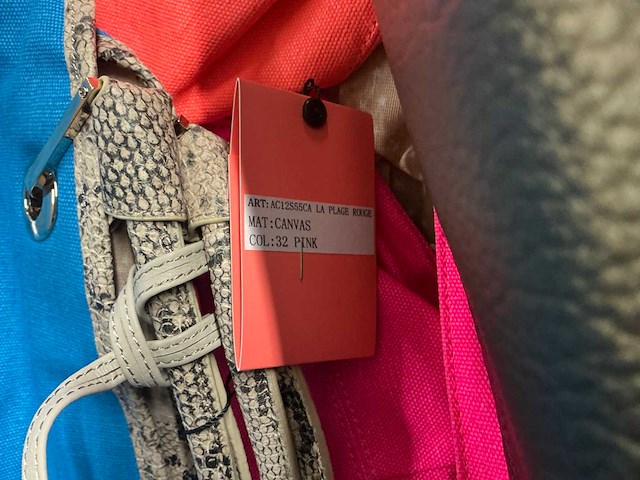 ART:AC12S55CA LA PLAGE ROUGE
MAT:CANVAS
COL:32 PINK